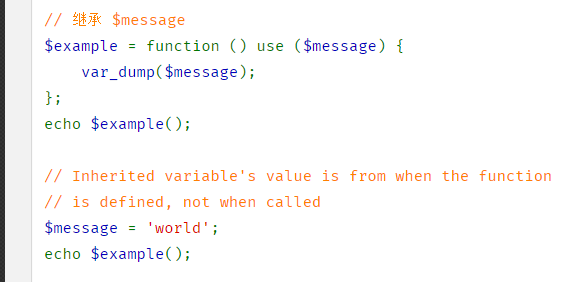 // 继承 $message
$example = function () use ($message) {
    var_dump($message);
};
echo $example();
// Inherited variable's value is from when the function
// is defined, not when called
$message = 'world';
echo $example();